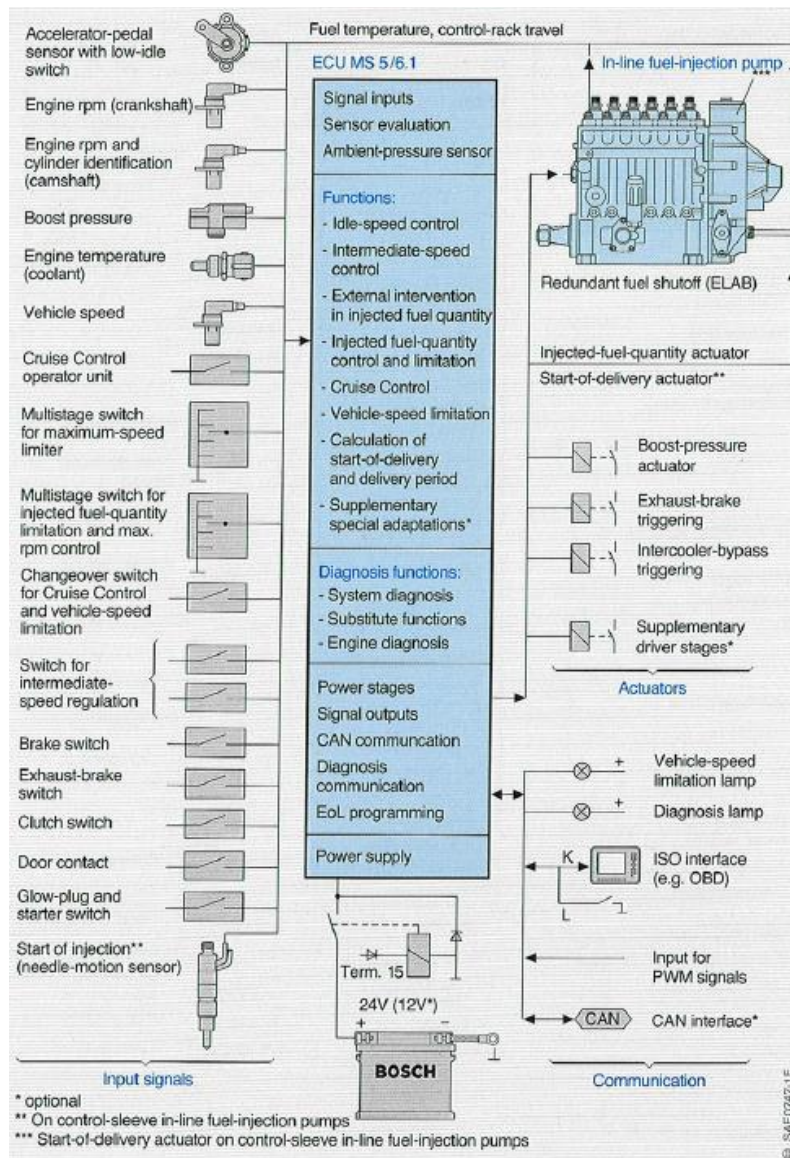 Accelerator-pedal
sensor with low-idle
switch
Engine rpm (crankshaft)
Engine rpm and
cylinder identification
(camshaft)
Boost pressure
Engine temperature
(coolant)
Vehicle speed
Cruise Control
operator unit
Multistage switch
for maximum-speed
limiter
Multistage switch for
injected fuel-quantity
limitation and max.
rpm control
Changeover switch
for Cruise Control
and vehicle-speed
limitation
Switch for
intermediate-
speed regulation
Brake switch
Exhaust-brake
switch
Clutch switch
Door contact
Glow-plug and
starter switch
Start of injection**
(needle-motion sensor)
Input signals
Fuel temperature, control-rack travel
ECU MS 5/6.1
Signal inputs
Sensor evaluation
Ambient-pressure sensor
Functions:
- Idle-speed control
- Intermediate-speed
control
- External intervention
in injected fuel quantity
- Injected fuel-quantity
control and limitation
- Cruise Control
- Vehicle-speed limitation
- Calculation of
start-of-delivery
and delivery period
- Supplementary
special adaptations*
Diagnosis functions:
- System diagnosis
- Substitute functions
- Engine diagnosis
Power stages
Signal outputs
CAN communcation
Diagnosis
communication
EoL programming
Power supply
Term. 15
24V (12V*)
+ −
BOSCH
In-line fuel-injection pump
***
Redundant fuel shutoff (ELAB)
Injected-fuel-quantity actuator
Start-of-delivery actuator**
Boost-pressure
actuator
Exhaust-brake
triggering
Intercooler-bypass
triggering
Supplementary
driver stages*
Actuators
+ Vehicle-speed
limitation lamp
+ Diagnosis lamp
K
L
ISO interface
(e.g. OBD)
Input for
PWM signals
CAN
CAN interface*
Communication
* optional
** On control-sleeve in-line fuel-injection pumps
*** Start-of-delivery actuator on control-sleeve in-line fuel-injection pumps